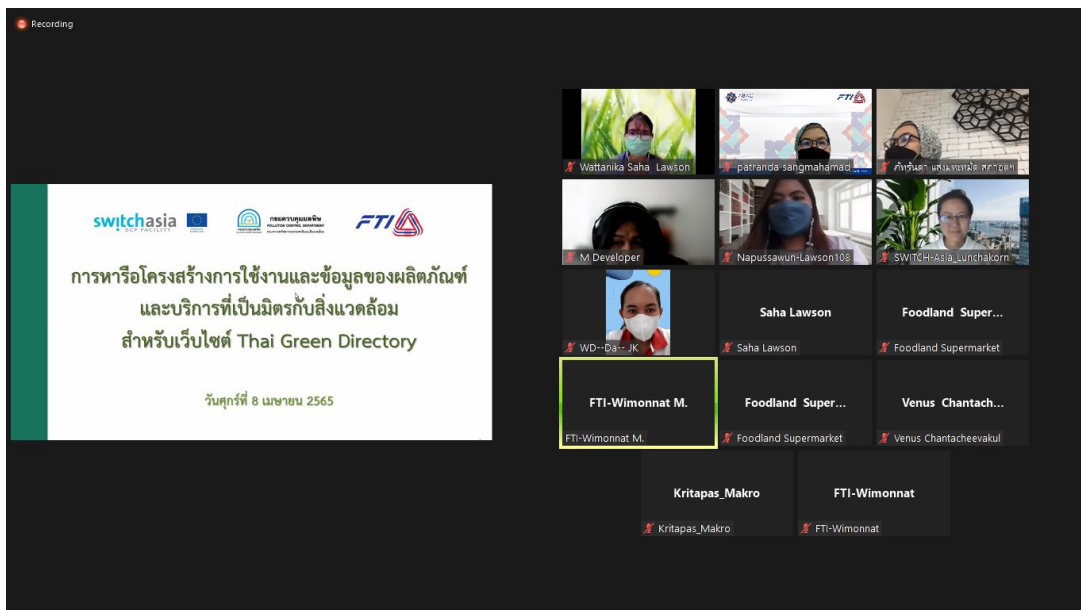 Recording
switchasia
SCP FACILITY
กรมควบคุมมลพิษ
POLLUTION CONTROL DEPARTMENT
FTI
การหารือโครงสร้างการใช้งานและข้อมูลของผลิตภัณฑ์
และบริการที่เป็นมิตรกับสิ่งแวดล้อม
สำหรับเว็บไซต์ Thai Green Directory
วันศุกร์ที่ 8 เมษายน 2565
Wattanika Saha Lawson
FTI
patranda sangmahamad
M Developer
Napussawun-Lawson108
SWITCH-Asia_Lunchakorn
WD--Da-- JK
Saha Lawson
Saha Lawson
Foodland Super...
Foodland Supermarket
FTI-Wimonnat M.
FTI-Wimonnat M.
Foodland Super...
Foodland Supermarket
Venus Chantach...
Venus Chantacheevakul
Kritapas_Makro
Kritapas_Makro
FTI-Wimonnat
FTI-Wimonnat